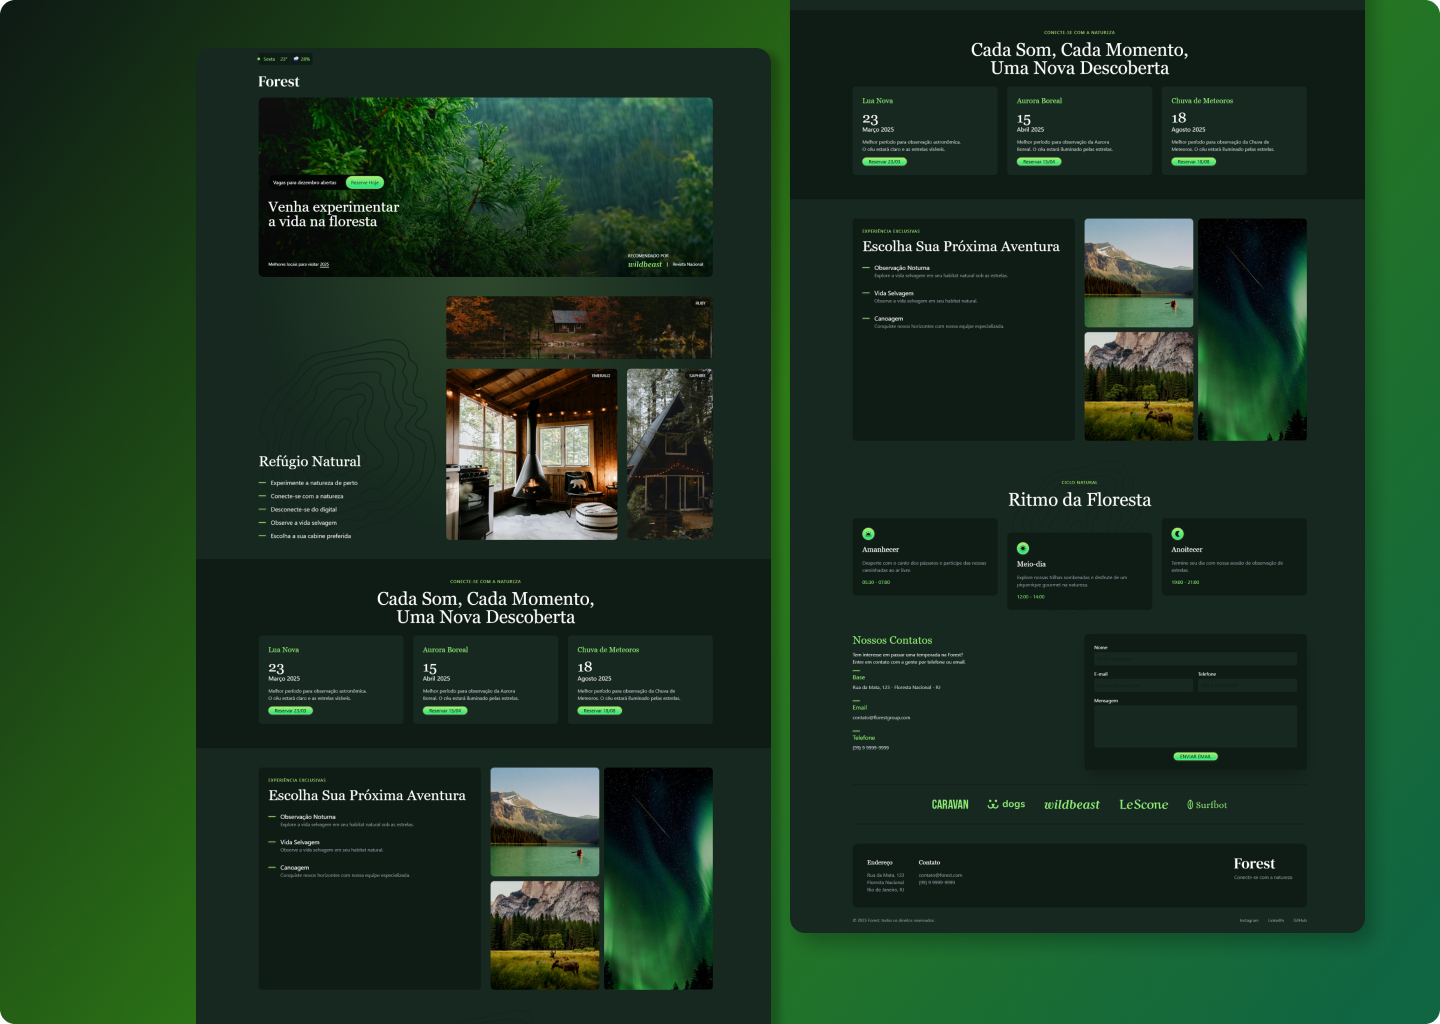 Sexta 23° 28%
Forest
Vagas para dezembro abertas
Reserve Hoje
Venha experimentar
a vida na floresta
Melhores locais para visitar 2025
RECOMENDADO POR
wildbeast | Revista Nacional
RUBY
EMERALD
SAPHIRE
Refúgio Natural
Experimente a natureza de perto
Conecte-se com a natureza
Desconecte-se do digital
Observe a vida selvagem
Escolha a sua cabine preferida
CONECTE-SE COM A NATUREZA
Cada Som, Cada Momento,
Uma Nova Descoberta
Lua Nova
23
Março 2025
Melhor período para observação astronômica.
O céu estará claro e as estrelas visíveis.
Reservar 23/03
Aurora Boreal
15
Abril 2025
Melhor período para observação da Aurora
Boreal. O céu estará iluminado pelas estrelas.
Reservar 15/04
Chuva de Meteoros
18
Agosto 2025
Melhor período para observação da Chuva de
Meteoros. O céu estará iluminado pelas estrelas.
Reservar 18/08
EXPERIÊNCIA EXCLUSIVAS
Escolha Sua Próxima Aventura
Observação Noturna
Explore a vida selvagem em seu habitat natural sob as estrelas.
Vida Selvagem
Observe a vida selvagem em seu habitat natural.
Canoagem
Conquiste novos horizontes com nossa equipe especializada.
CONECTE-SE COM A NATUREZA
Cada Som, Cada Momento,
Uma Nova Descoberta
Lua Nova
23
Março 2025
Melhor período para observação astronômica.
O céu estará claro e as estrelas visíveis.
Reservar 23/03
Aurora Boreal
15
Abril 2025
Melhor período para observação da Aurora
Boreal. O céu estará iluminado pelas estrelas.
Reservar 15/04
Chuva de Meteoros
18
Agosto 2025
Melhor período para observação da Chuva de
Meteoros. O céu estará iluminado pelas estrelas.
Reservar 18/08
EXPERIÊNCIA EXCLUSIVAS
Escolha Sua Próxima Aventura
Observação Noturna
Explore a vida selvagem em seu habitat natural sob as estrelas.
Vida Selvagem
Observe a vida selvagem em seu habitat natural.
Canoagem
Conquiste novos horizontes com nossa equipe especializada.
CICLO NATURAL
Ritmo da Floresta
Amanhecer
Desperte com o canto dos pássaros e participe das nossas
caminhadas ao ar livre.
05:30 - 07:00
Meio-dia
Explore nossas trilhas sombreadas e desfrute de um
piquenique gourmet na natureza.
12:00 - 14:00
Anoitecer
Termine seu dia com nossa sessão de observação de
estrelas.
19:00 - 21:00
Nossos Contatos
Tem interesse em passar uma temporada na Forest?
Entre em contato com a gente por telefone ou email.
Base
Rua da Mata, 123 - Floresta Nacional - RJ
Email
contato@florestgroup.com
Telefone
(99) 9 9999-9999
Nome
E-mail
Telefone
Mensagem
ENVIAR EMAIL
CARAVAN
dogs
wildbeast
LeScone
Surfbot
Endereço
Rua da Mata, 123
Floresta Nacional
Rio de Janeiro, RJ
Contato
contato@forest.com
(99) 9 9999-9999
Forest
Conecte-se com a natureza
© 2025 Forest. todos os direitos reservados.
Instagram
LinkedIn
GitHub